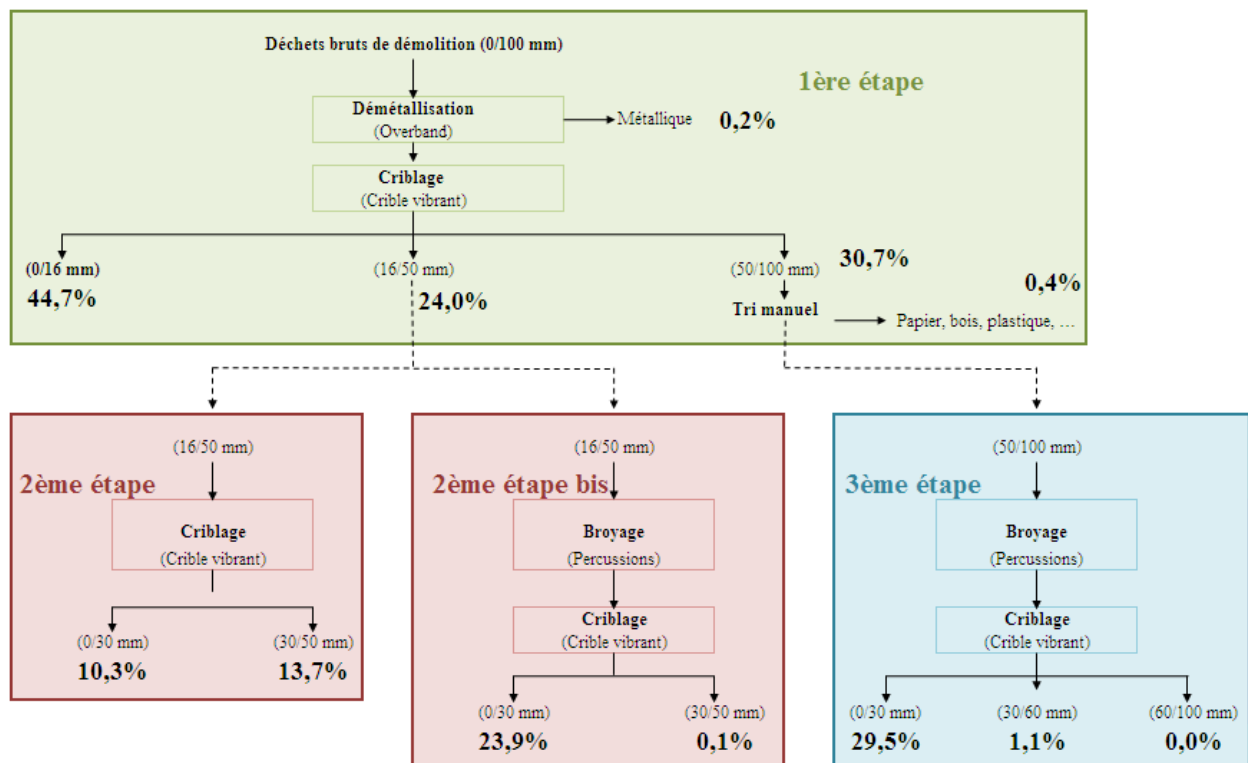 Déchets bruts de démolition (0/100 mm)
1ère étape
Démétallisation
(Overband)
Métallique
0,2%
Criblage
(Crible vibrant)
(0/16 mm)
44,7%
(16/50 mm)
24,0%
(50/100 mm)
30,7%
Tri manuel
0,4%
Papier, bois, plastique, …
(16/50 mm)
2ème étape
Criblage
(Crible vibrant)
(0/30 mm)
(30/50 mm)
10,3%
13,7%
(16/50 mm)
2ème étape bis
Broyage
(Percussions)
Criblage
(Crible vibrant)
(0/30 mm)
(30/50 mm)
23,9%
0,1%
(50/100 mm)
3ème étape
Broyage
(Percussions)
Criblage
(Crible vibrant)
(0/30 mm)
(30/60 mm)
(60/100 mm)
29,5%
1,1%
0,0%